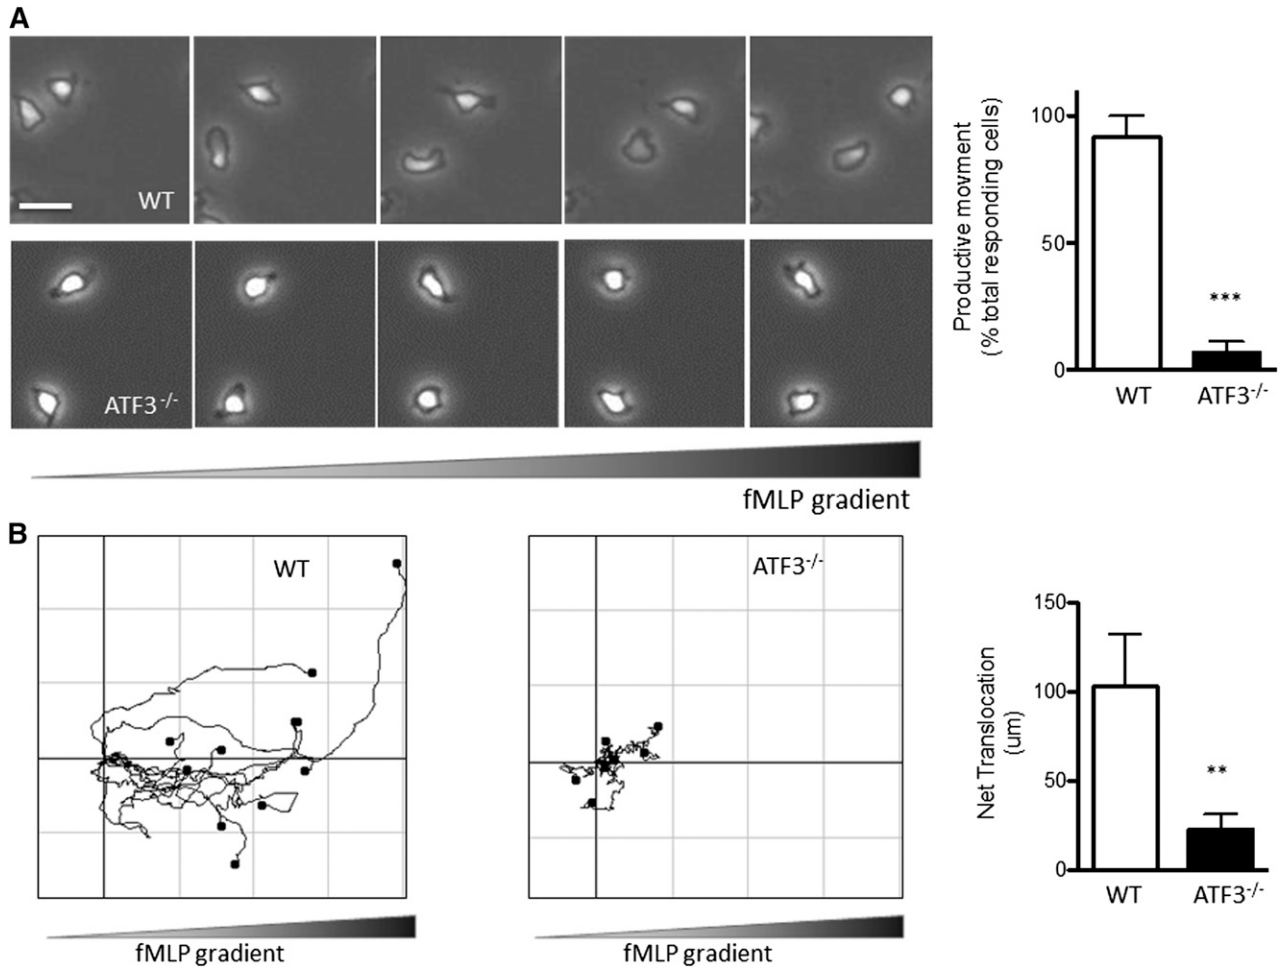 A
WT
ATF3-/-
fMLP gradient
Productive movment
(% total responding cells)
100
50
0
***
WT
ATF3-/-
B
WT
fMLP gradient
ATF3-/-
fMLP gradient
Net Translocation
(um)
150
100
50
0
**
WT
ATF3-/-